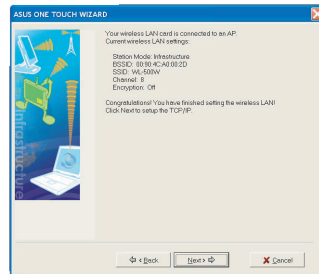 ASUS ONE TOUCH WIZARD
Your wireless LAN card is connected to an AP.
Current wireless LAN settings:
Station Mode: Infrastructure
BSSID: 00:90:4C:A0:00:2D
SSID: WL-500W
Channel: 8
Encryption: Off
Congratulations! You have finished setting the wireless LAN!
Click Next to setup the TCP/IP.
Infrastructure
< Back
Next >
Cancel